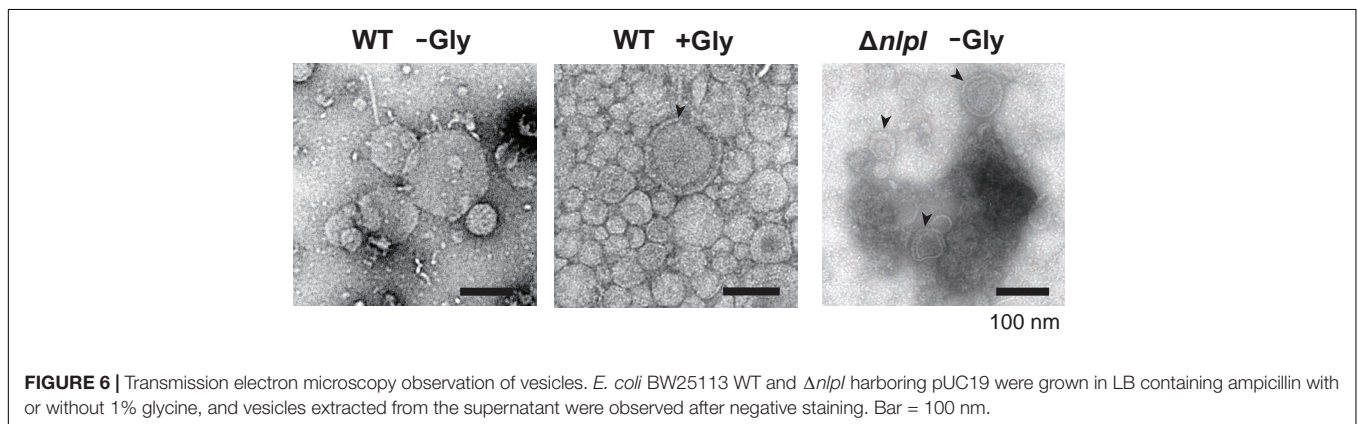 WT -Gly WT +Gly Δnlpl -Gly
100 nm
FIGURE 6 | Transmission electron microscopy observation of vesicles. E. coli BW25113 WT and Δnlpl harboring pUC19 were grown in LB containing ampicillin with
or without 1% glycine, and vesicles extracted from the supernatant were observed after negative staining. Bar = 100 nm.